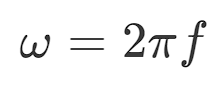 ω = 2πf